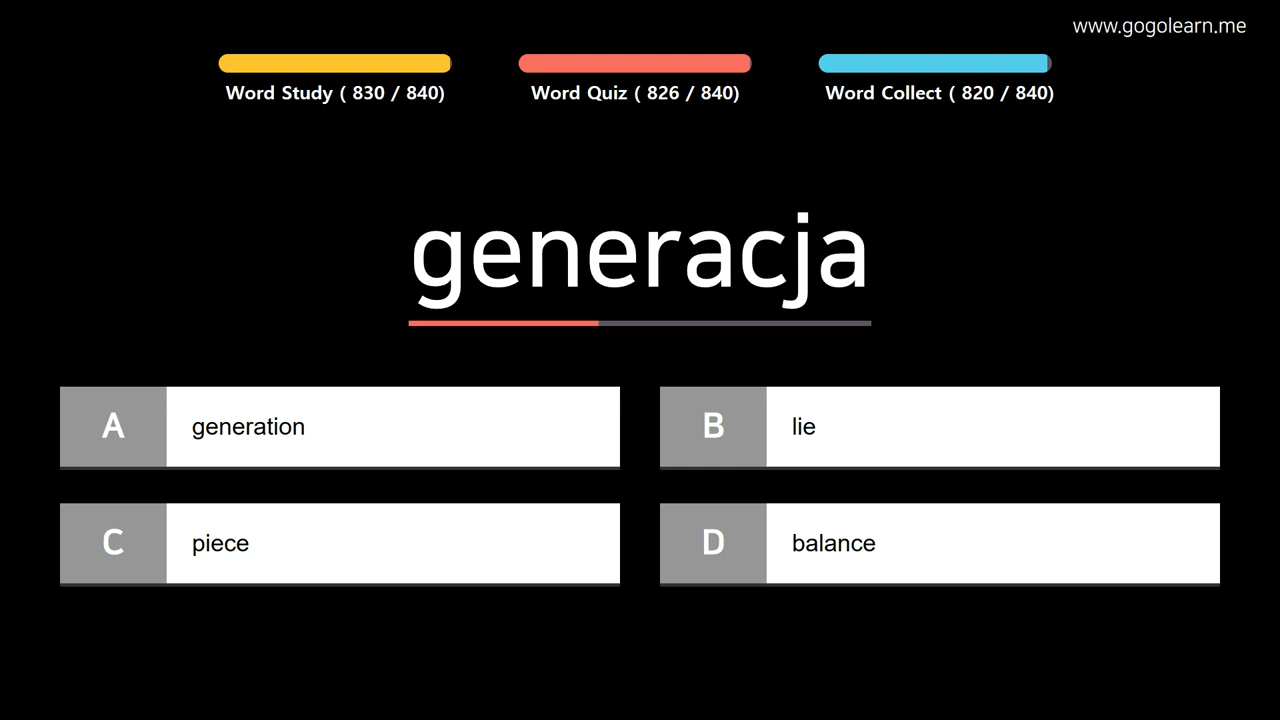 www.gogolearn.me
Word Study ( 830 / 840)
Word Quiz ( 826 / 840)
Word Collect ( 820 / 840)
generacja
A generation
B lie
C piece
D balance